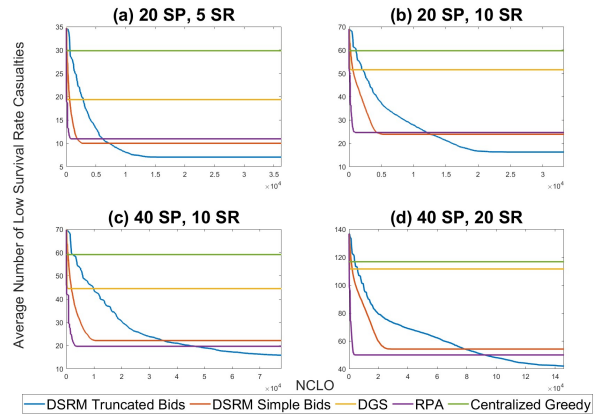 (a) 20 SP, 5 SR
35
30
25
20
15
10
5
0.5 1 1.5 2 2.5 3 3.5
×10⁴
(b) 20 SP, 10 SR
70
60
50
40
30
20
10
0 0.5 1 1.5 2 2.5 3
×10⁴
Average Number of Low Survival Rate Casualties
(c) 40 SP, 10 SR
70
60
50
40
30
20
10
0 1 2 3 4 5 6 7
×10⁴
(d) 40 SP, 20 SR
140
120
100
80
60
40
0 2 4 6 8 10 12 14
×10⁴
NCLO
DSRM Truncated Bids DSRM Simple Bids DGS RPA Centralized Greedy